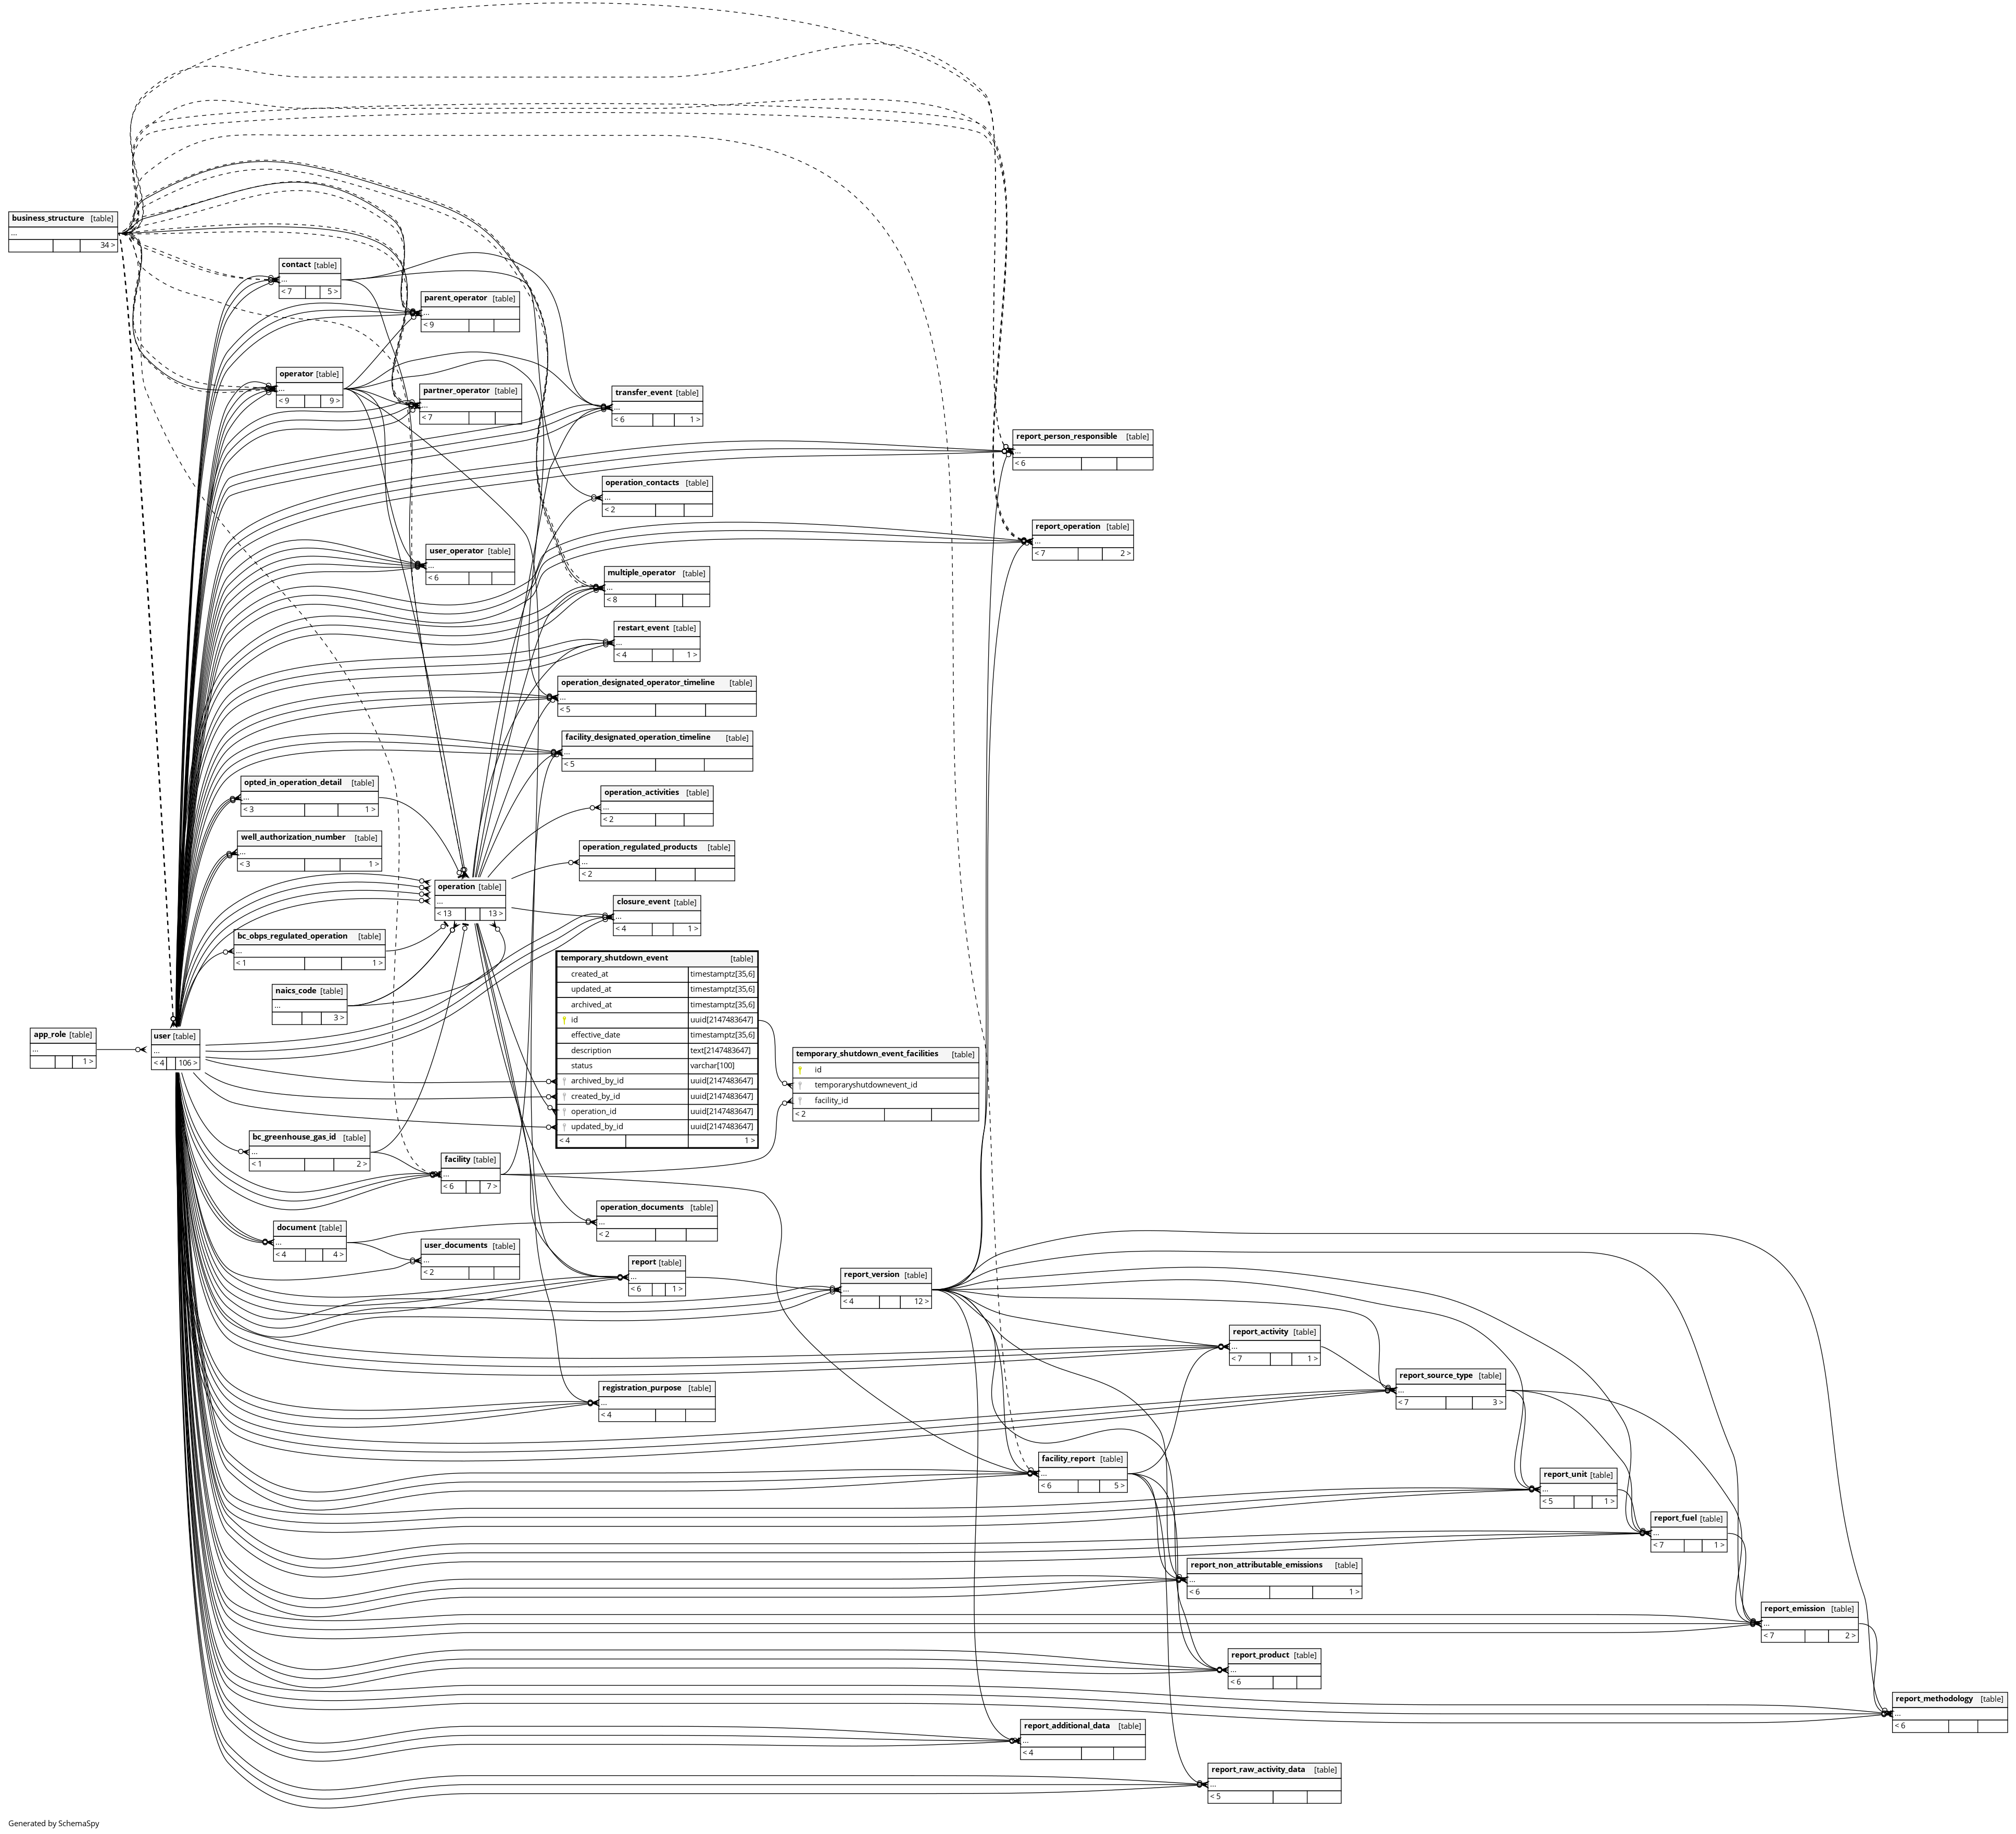 business_structure [table]
...
34 >
contact [table]
...
< 7 5 >
parent_operator [table]
...
< 9
operator [table]
...
< 9 9 >
partner_operator [table]
...
< 7
transfer_event [table]
...
< 6 1 >
report_person_responsible [table]
...
< 6
operation_contacts [table]
...
< 2
report_operation [table]
...
< 7 2 >
user_operator [table]
...
< 6
multiple_operator [table]
...
< 8
restart_event [table]
...
< 4 1 >
operation_designated_operator_timeline [table]
...
< 5
facility_designated_operation_timeline [table]
...
< 5
opted_in_operation_detail [table]
...
< 3 1 >
operation_activities [table]
...
< 2
well_authorization_number [table]
...
< 3 1 >
operation_regulated_products [table]
...
< 2
operation [table]
...
< 13 13 >
closure_event [table]
...
< 4 1 >
bc_obps_regulated_operation [table]
...
< 1 1 >
naics_code [table]
...
3 >
app_role [table]
...
1 >
user [table]
...
< 4 106 >
temporary_shutdown_event [table]
created_at timestamptz[35,6]
updated_at timestamptz[35,6]
archived_at timestamptz[35,6]
id uuid[2147483647]
effective_date timestamptz[35,6]
description text[2147483647]
status varchar[100]
archived_by_id uuid[2147483647]
created_by_id uuid[2147483647]
operation_id uuid[2147483647]
updated_by_id uuid[2147483647]
< 4 1 >
temporary_shutdown_event_facilities [table]
id
temporaryshutdownevent_id
facility_id
< 2
bc_greenhouse_gas_id [table]
...
< 1 2 >
facility [table]
...
< 6 7 >
operation_documents [table]
...
< 2
document [table]
...
< 4 4 >
user_documents [table]
...
< 2
report [table]
...
< 6 1 >
report_version [table]
...
< 4 12 >
report_activity [table]
...
< 7 1 >
report_source_type [table]
...
< 7 3 >
registration_purpose [table]
...
< 4
facility_report [table]
...
< 6 5 >
report_unit [table]
...
< 5 1 >
report_fuel [table]
...
< 7 1 >
report_non_attributable_emissions [table]
...
< 6 1 >
report_emission [table]
...
< 7 2 >
report_product [table]
...
< 6
report_methodology [table]
...
< 6
report_additional_data [table]
...
< 4
report_raw_activity_data [table]
...
< 5
Generated by SchemaSpy